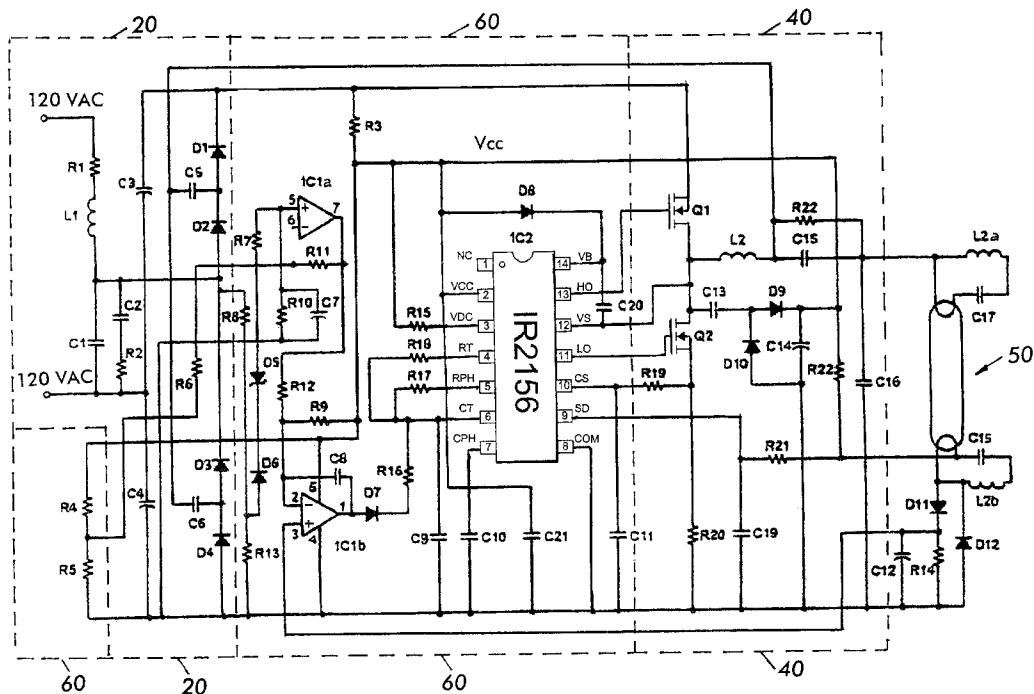 20
60
40
120 VAC
R3
Vcc
D1
R1
C5
C3
IC1a
7
D8
R22
5
6
Q1
L1
D2
R7
IC2
L2
C15
L2a
R11
NC
1
14
VB
VCC
2
13
HO
C2
R8
R10
C7
R15
VDC
3
12
VS
C20
C13
D9
C17
C1
R18
RT
4
IR2156
11
LO
Q2
R2
R6
D5
R17
RPH
5
10
CS
R19
D10
C14
R22
C16
50
120 VAC
R12
CT
6
9
SD
R9
CPH
7
8
COM
C15
R21
D3
D6
C8
R16
L2b
R4
C4
5
2
1
D7
D11
C6
3
4
C9
C10
C21
C11
R20
C19
D12
R5
D4
R13
IC1b
C12
R14
60
20
60
40